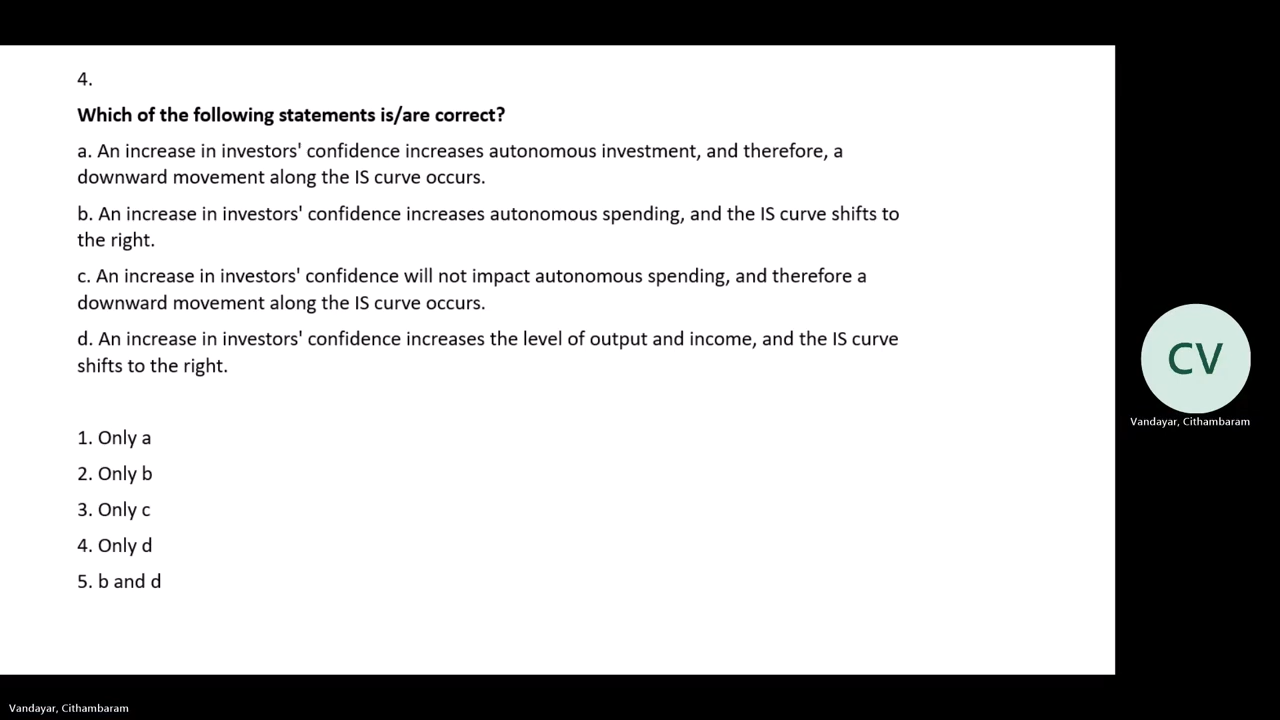 4.
Which of the following statements is/are correct?
a. An increase in investors' confidence increases autonomous investment, and therefore, a
downward movement along the IS curve occurs.
b. An increase in investors' confidence increases autonomous spending, and the IS curve shifts to
the right.
c. An increase in investors' confidence will not impact autonomous spending, and therefore a
downward movement along the IS curve occurs.
d. An increase in investors' confidence increases the level of output and income, and the IS curve
shifts to the right.
1. Only a
2. Only b
3. Only c
4. Only d
5. b and d
CV
Vandayar, Cithambaram
Vandayar, Cithambaram